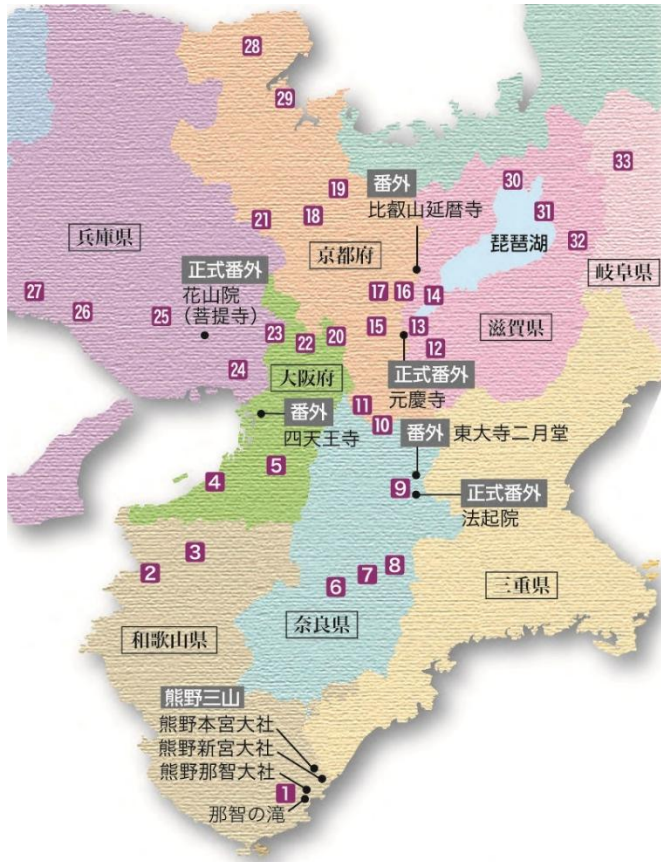 28
29
33
19
番外
比叡山延暦寺
30
31
21
18
京都府
琵琶湖
32
岐阜県
兵庫県
正式番外
花山院
(菩提寺)
27
26
25
17
16
14
滋賀県
23
22
20
15
13
12
24
大阪府
正式番外
元慶寺
番外
四天王寺
11
10
番外
東大寺二月堂
4
5
9
正式番外
法起院
2
3
6
7
8
三重県
和歌山県
奈良県
熊野三山
熊野本宮大社
熊野新宮大社
熊野那智大社
1
那智の滝